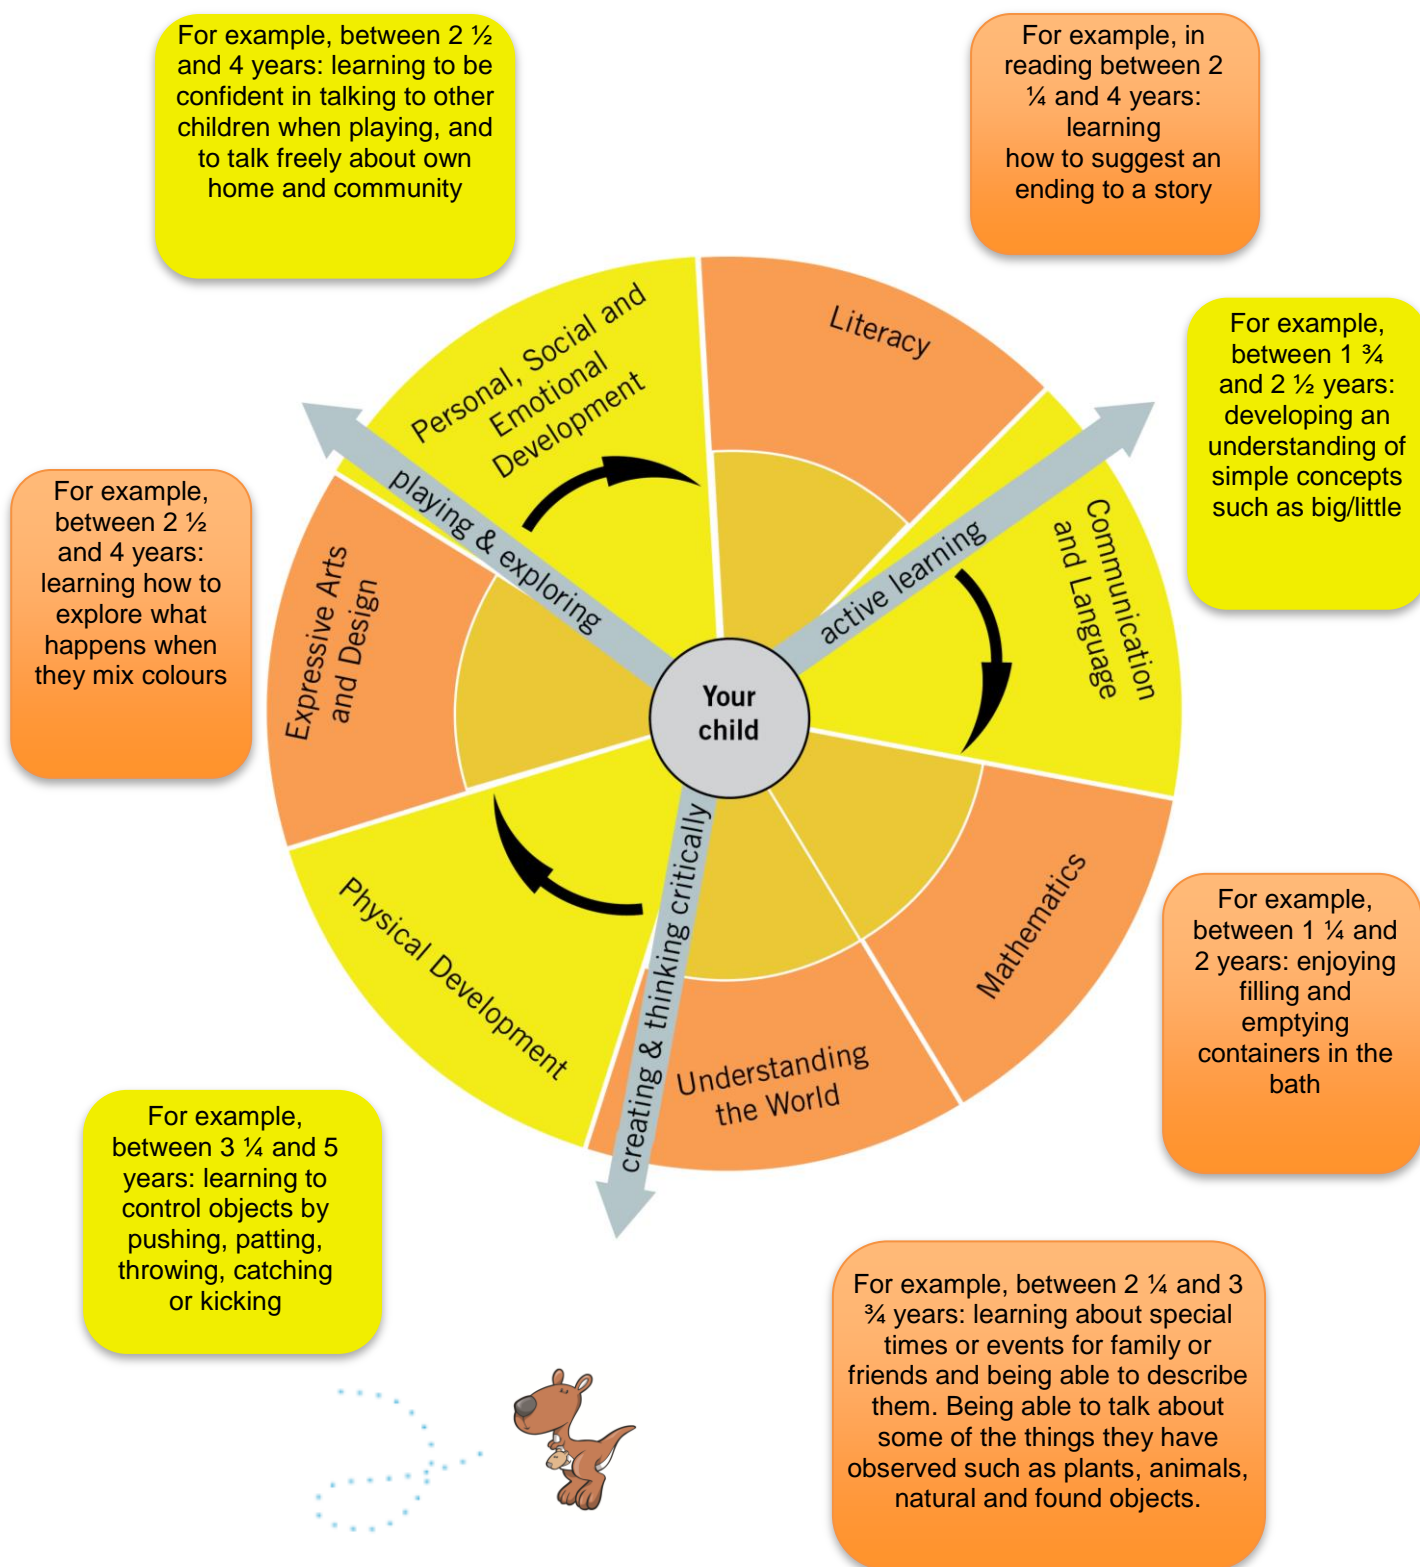 For example, between 2 ½
and 4 years: learning to be
confident in talking to other
children when playing, and
to talk freely about own
home and community
For example, in
reading between 2
¼ and 4 years:
learning
how to suggest an
ending to a story
For example,
between 1 ¾
and 2 ½ years:
developing an
understanding of
simple concepts
such as big/little
For example,
between 2 ½
and 4 years:
learning how to
explore what
happens when
they mix colours
Personal, Social and
Emotional
Development
Literacy
Communication
and Language
playing & exploring
active learning
Expressive Arts
and Design
Your
child
Physical Development
creating & thinking critically
Understanding
the World
Mathematics
For example,
between 1 ¼ and
2 years: enjoying
filling and
emptying
containers in the
bath
For example,
between 3 ¼ and 5
years: learning to
control objects by
pushing, patting,
throwing, catching
or kicking
For example, between 2 ¼ and 3
¾ years: learning about special
times or events for family or
friends and being able to describe
them. Being able to talk about
some of the things they have
observed such as plants, animals,
natural and found objects.